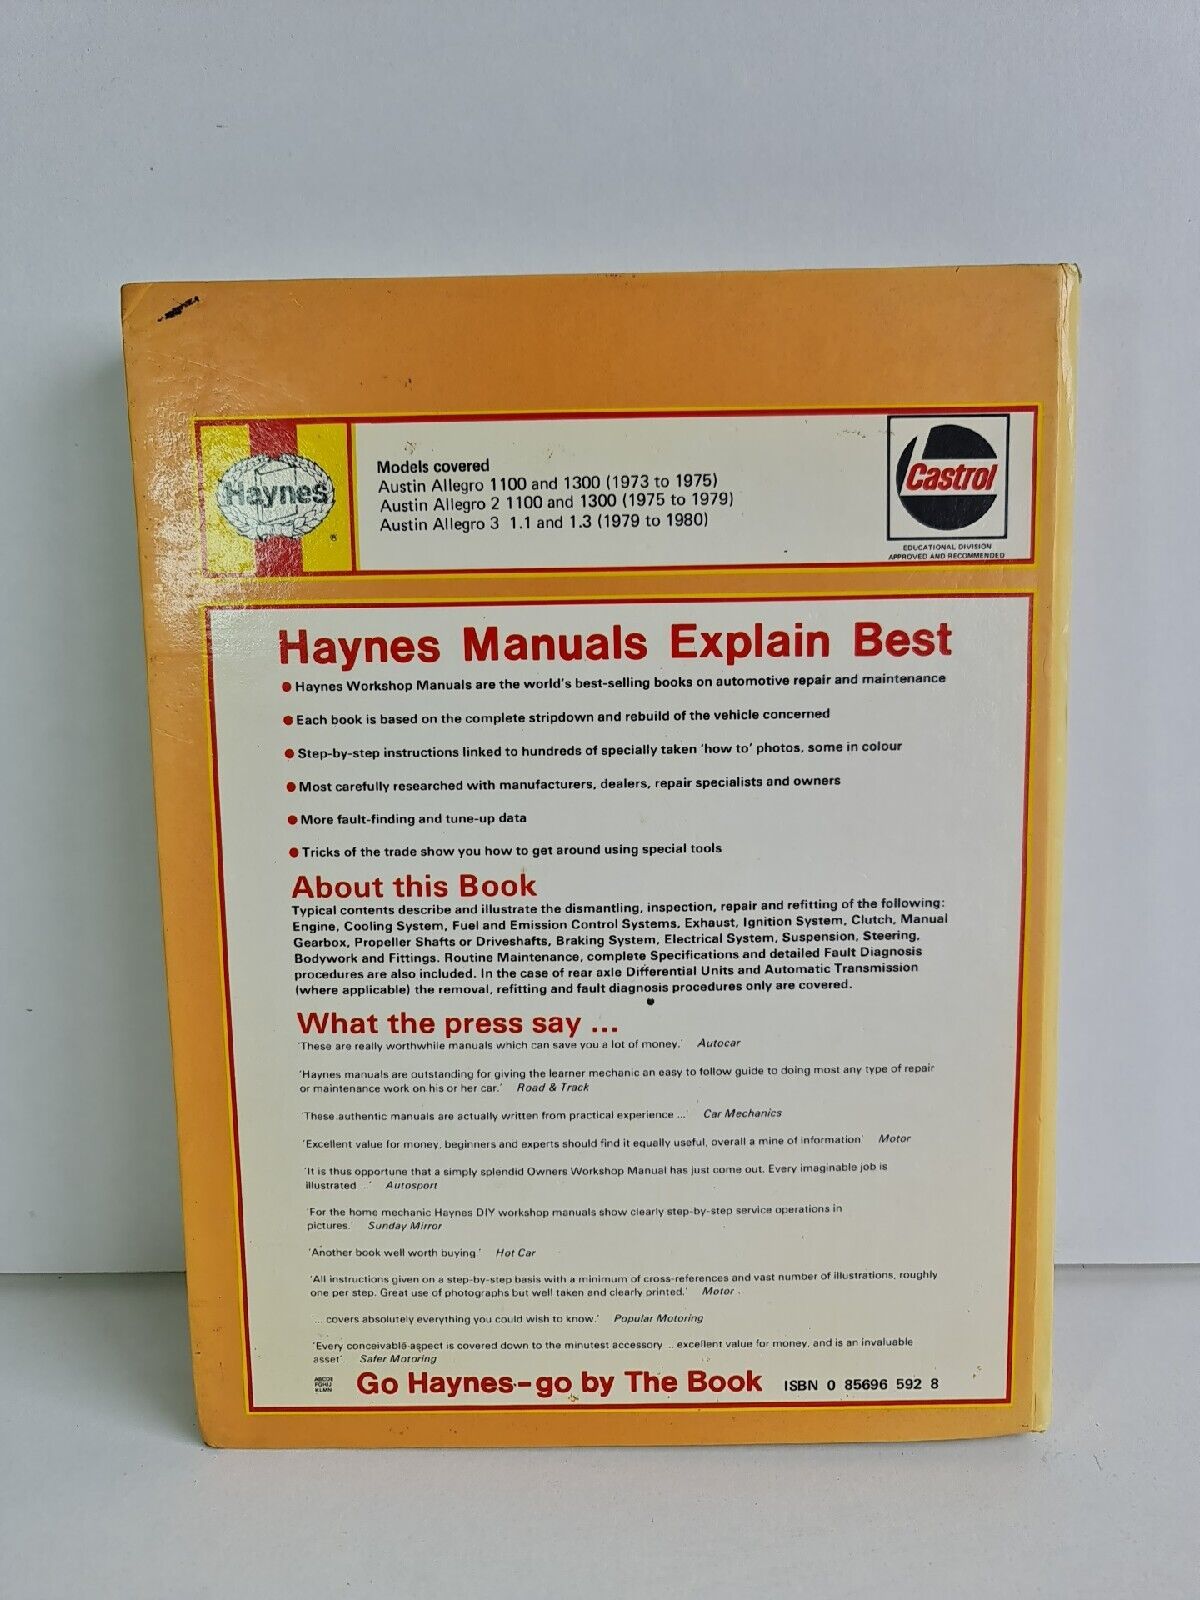 Haynes
®
Models covered
Austin Allegro 1100 and 1300 (1973 to 1975)
Austin Allegro 2 1100 and 1300 (1975 to 1979)
Austin Allegro 3 1.1 and 1.3 (1979 to 1980)
Castrol
EDUCATIONAL DIVISION
APPROVED AND RECOMMENDED
Haynes Manuals Explain Best
● Haynes Workshop Manuals are the world's best-selling books on automotive repair and maintenance
● Each book is based on the complete stripdown and rebuild of the vehicle concerned
● Step-by-step instructions linked to hundreds of specially taken 'how to' photos, some in colour
● Most carefully researched with manufacturers, dealers, repair specialists and owners
● More fault-finding and tune-up data
● Tricks of the trade show you how to get around using special tools
About this Book
Typical contents describe and illustrate the dismantling, inspection, repair and refitting of the following:
Engine, Cooling System, Fuel and Emission Control Systems, Exhaust, Ignition System, Clutch, Manual
Gearbox, Propeller Shafts or Driveshafts, Braking System, Electrical System, Suspension, Steering,
Bodywork and Fittings. Routine Maintenance, complete Specifications and detailed Fault Diagnosis
procedures are also included. In the case of rear axle Differential Units and Automatic Transmission
(where applicable) the removal, refitting and fault diagnosis procedures only are covered.
What the press say ...
'These are really worthwhile manuals which can save you a lot of money.' Autocar
'Haynes manuals are outstanding for giving the learner mechanic an easy to follow guide to doing most any type of repair
or maintenance work on his or her car.' Road & Track
'These authentic manuals are actually written from practical experience ...' Car Mechanics
'Excellent value for money, beginners and experts should find it equally useful, overall a mine of information' Motor
'It is thus opportune that a simply splendid Owners Workshop Manual has just come out. Every imaginable job is
illustrated ...' Autosport
'For the home mechanic Haynes DIY workshop manuals show clearly step-by-step service operations in
pictures.' Sunday Mirror
'Another book well worth buying.' Hot Car
'All instructions given on a step-by-step basis with a minimum of cross-references and vast number of illustrations, roughly
one per step. Great use of photographs but well taken and clearly printed.' Motor
'... covers absolutely everything you could wish to know.' Popular Motoring
'Every conceivable aspect is covered down to the minutest accessory ... excellent value for money, and is an invaluable
asset' Safer Motoring
ABCDE
FGHIJ
KLMN
Go Haynes-go by The Book ISBN 0 85696 592 8